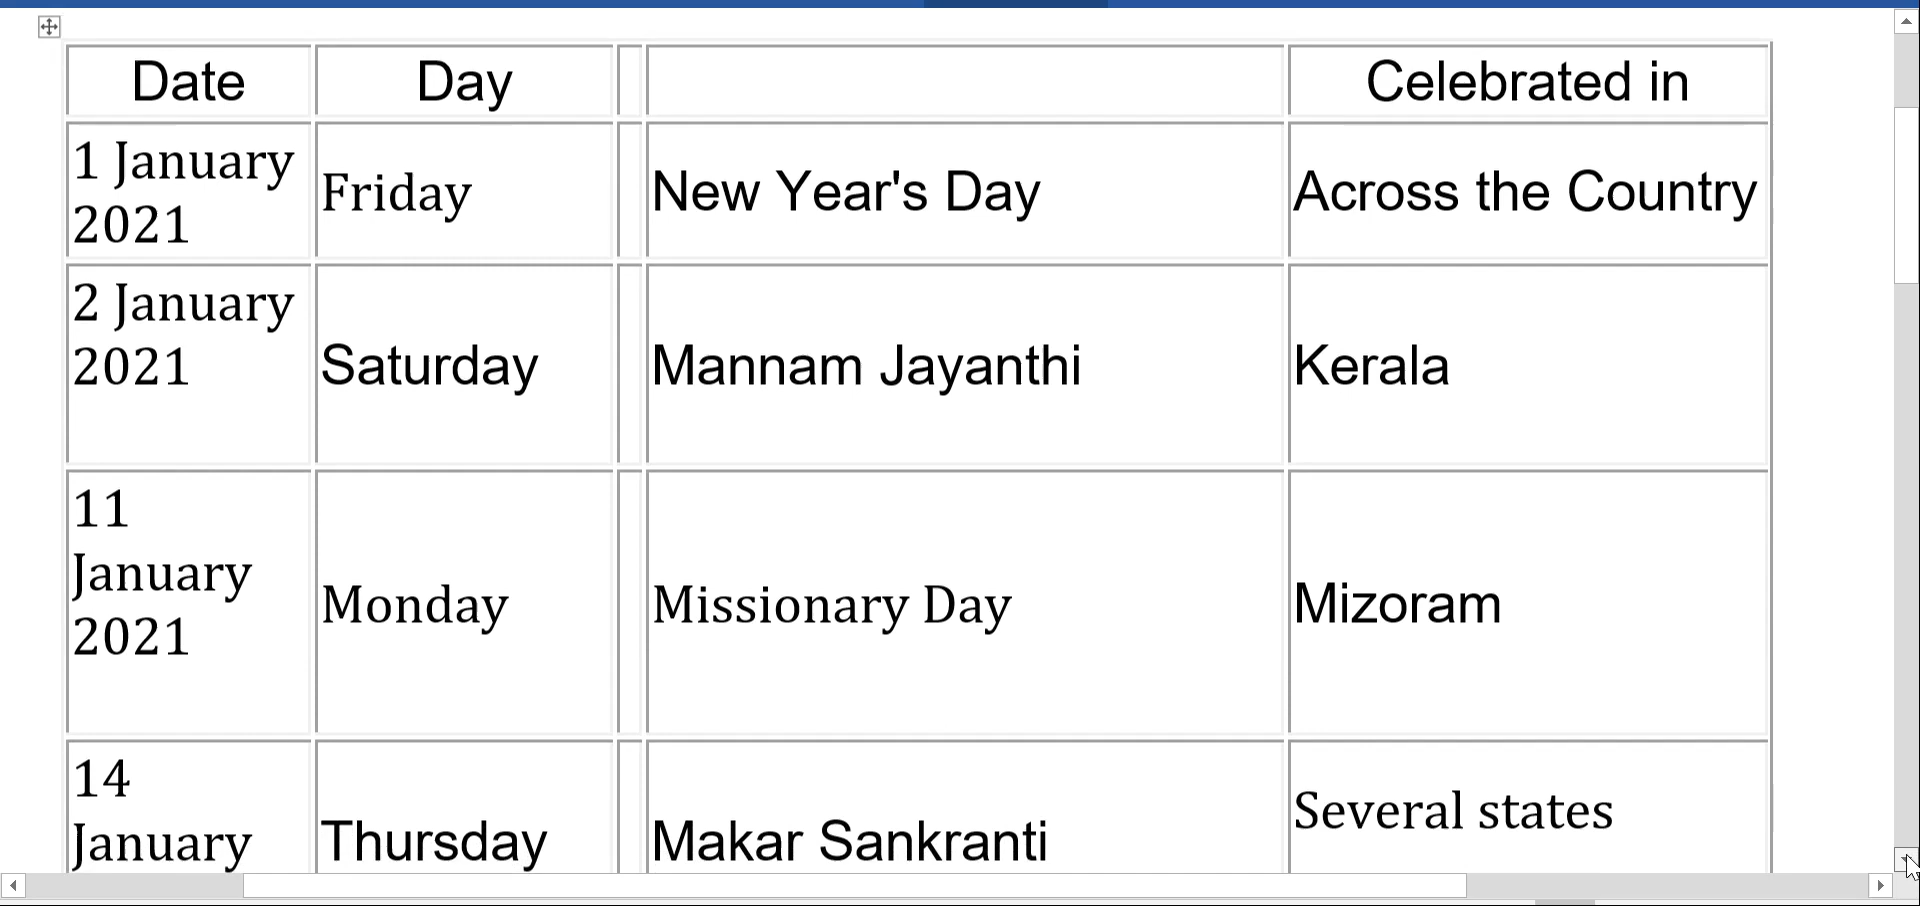 Date Day Celebrated in
1 January
2021
Friday New Year's Day Across the Country
2 January
2021
Saturday Mannam Jayanthi Kerala
11
January
2021
Monday Missionary Day Mizoram
14
January
Thursday Makar Sankranti Several states